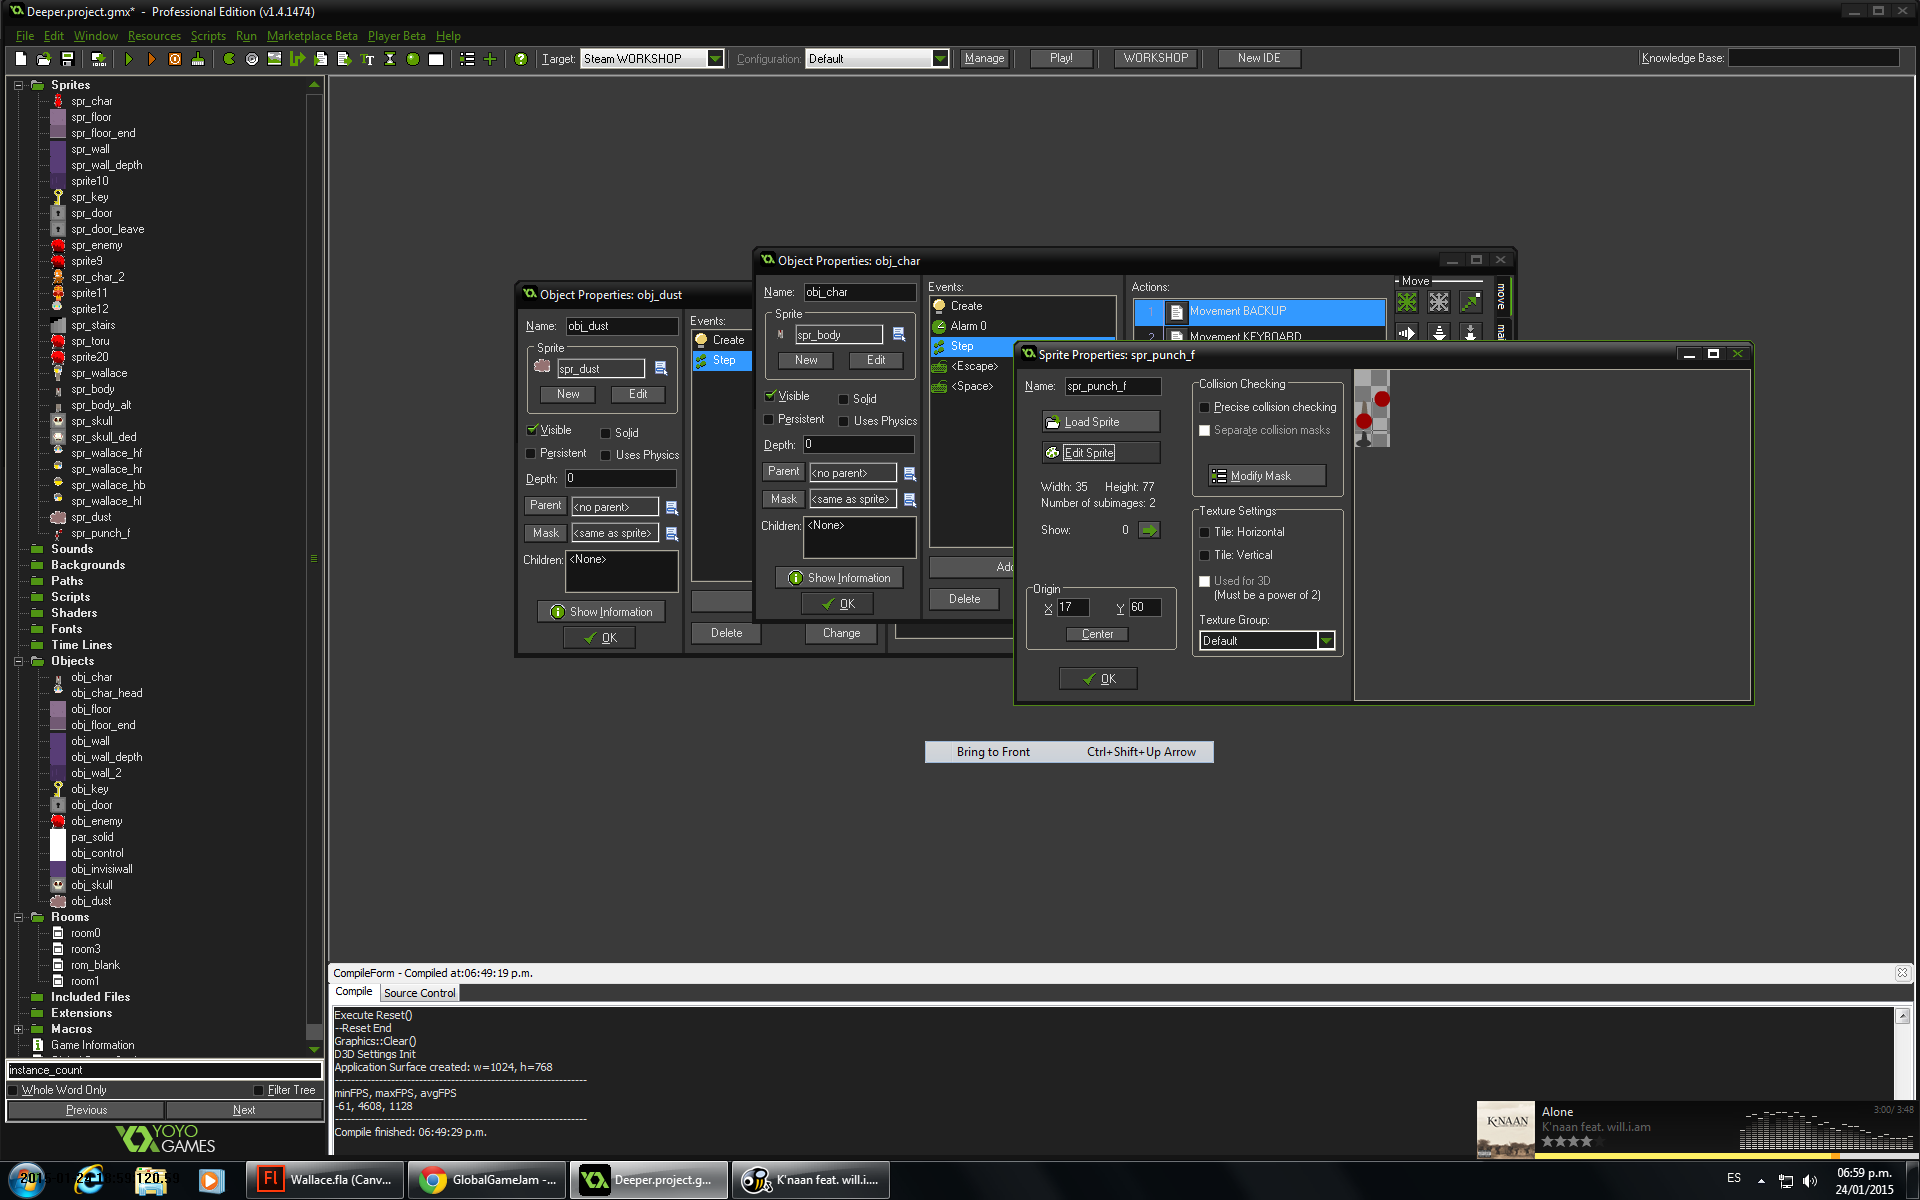 Deeper.project.gmx* - Professional Edition (v1.4.1474)
File Edit Window Resources Scripts Run Marketplace Beta Player Beta Help
Target: Steam WORKSHOP Configuration: Default Manage Play! WORKSHOP New IDE Knowledge Base:
Sprites
spr_char
spr_floor
spr_floor_end
spr_wall
spr_wall_depth
sprite10
spr_key
spr_door
spr_door_leave
spr_enemy
sprite9
spr_char_2
sprite11
sprite12
spr_stairs
spr_toru
sprite20
spr_wallace
spr_body
spr_body_alt
spr_skull
spr_skull_ded
spr_wallace_hf
spr_wallace_hr
spr_wallace_hb
spr_wallace_hl
spr_dust
spr_punch_f
Sounds
Backgrounds
Paths
Scripts
Shaders
Fonts
Time Lines
Objects
obj_char
obj_char_head
obj_floor
obj_floor_end
obj_wall
obj_wall_depth
obj_wall_2
obj_key
obj_door
obj_enemy
par_solid
obj_control
obj_invisiwall
obj_skull
obj_dust
Rooms
room0
room3
rom_blank
room1
Included Files
Extensions
Macros
Game Information
instance_count
Whole Word Only Filter Tree
Previous Next
YOYO
GAMES
Object Properties: obj_dust
Name: obj_dust
Sprite
spr_dust
New Edit
Visible Solid
Persistent Uses Physics
Depth: 0
Parent <no parent>
Mask <same as sprite>
Children: <None>
Show Information
OK
Events:
Create
Step
Delete Change
Object Properties: obj_char
Name: obj_char
Sprite
spr_body
New Edit
Visible Solid
Persistent Uses Physics
Depth: 0
Parent <no parent>
Mask <same as sprite>
Children: <None>
Show Information
OK
Events:
Create
Alarm 0
Step
<Escape>
<Space>
Add
Delete
Actions:
1 Movement BACKUP
2 Movement KEYBOARD
Move
move
Sprite Properties: spr_punch_f
Name: spr_punch_f
Load Sprite
Edit Sprite
Width: 35 Height: 77
Number of subimages: 2
Show: 0
Origin
X 17 Y 60
Center
OK
Collision Checking
Precise collision checking
Separate collision masks
Modify Mask
Texture Settings
Tile: Horizontal
Tile: Vertical
Used for 3D
(Must be a power of 2)
Texture Group:
Default
Bring to Front Ctrl+Shift+Up Arrow
CompileForm - Compiled at:06:49:19 p.m.
Compile Source Control
Execute Reset()
--Reset End
Graphics::Clear()
D3D Settings Init
Application Surface created: w=1024, h=768
minFPS, maxFPS, avgFPS
-61, 4608, 1128
Compile finished: 06:49:29 p.m.
K'NAAN
Alone
K'naan feat. will.i.am
3:00/ 3:48
Wallace.fla (Canv...
GlobalGameJam -...
Deeper.project.g...
K'naan feat. will.i....
ES
06:59 p.m.
24/01/2015